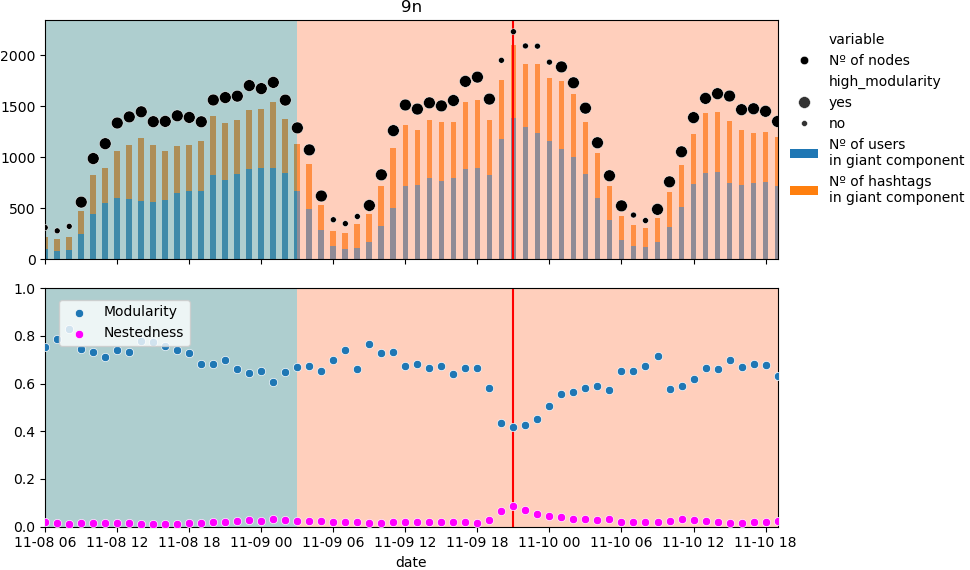 9n
2000
1500
1000
500
0
variable
Nº of nodes
high_modularity
yes
no
Nº of users
in giant component
Nº of hashtags
in giant component
1.0
0.8
0.6
0.4
0.2
0.0
Modularity
Nestedness
11-08 06 11-08 12 11-08 18 11-09 00 11-09 06 11-09 12 11-09 18 11-10 00 11-10 06 11-10 12 11-10 18
date